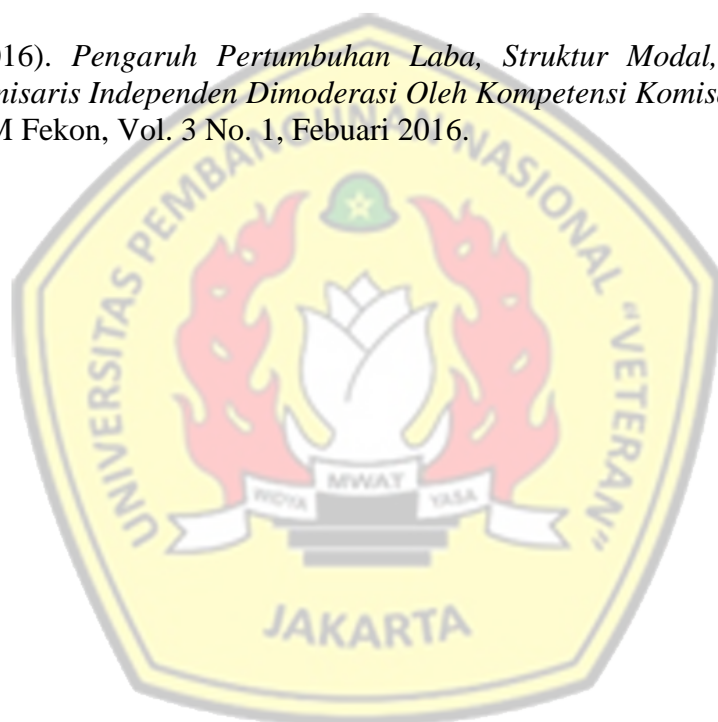 016). Pengaruh Pertumbuhan Laba, Struktur Modal,
misaris Independen Dimoderasi Oleh Kompetensi Komis
M Fekon, Vol. 3 No. 1, Febuari 2016.
UNIVERSITAS PEMBANGUNAN NASIONAL "VETERAN"
WIDYA MWAT YASA
JAKARTA